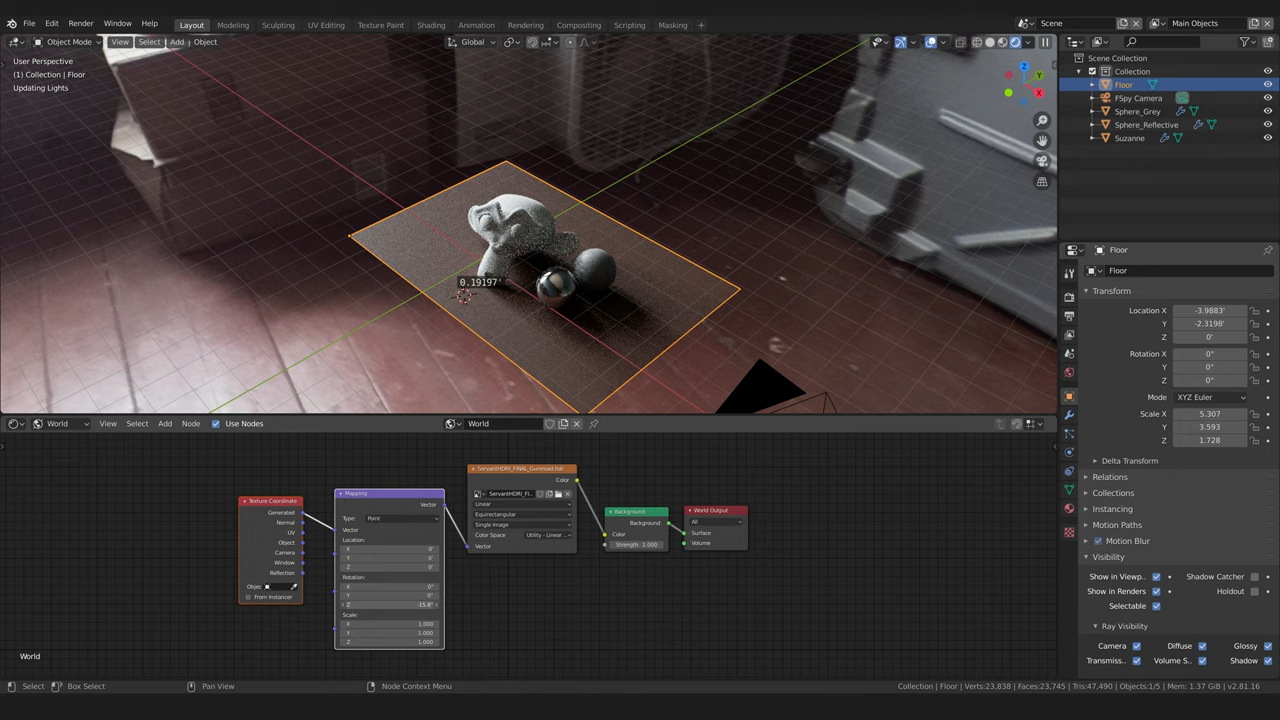 File Edit Render Window Help Layout Modeling Sculpting UV Editing Texture Paint Shading Animation Rendering Compositing Scripting Masking + Scene Main Objects
Object Mode View Select Add Object Global
User Perspective
(1) Collection | Floor
Updating Lights
Z
Y
X
0.19197'
Scene Collection
Collection
Floor
FSpy Camera
Sphere_Grey
Sphere_Reflective
Suzanne
Floor
Floor
Transform
Location X -3.9883'
Y -2.3198'
Z 0'
Rotation X 0°
Y 0°
Z 0°
Mode XYZ Euler
Scale X 5.307
Y 3.593
Z 1.728
Delta Transform
Relations
Collections
Instancing
Motion Paths
Motion Blur
Visibility
Show in Viewp... Shadow Catcher
Show in Renders Holdout
Selectable
Ray Visibility
Camera Diffuse Glossy
Transmiss... Volume S... Shadow
World View Select Add Node Use Nodes World
Texture Coordinate
Generated
Normal
UV
Object
Camera
Window
Reflection
Objec
From Instancer
Mapping
Vector
Type: Point
Vector
Location:
X 0'
Y 0'
Z 0'
Rotation:
X 0°
Y 0°
Z -15.8°
Scale:
X 1.000
Y 1.000
Z 1.000
ServantHDRI_FINAL_Gumroad.hdr
Color
ServantHDRI_FI...
Linear
Equirectangular
Single Image
Color Space Utility - Linear ...
Vector
Background
Background
Color
Strength 1.000
World Output
All
Surface
Volume
World
Select Box Select Pan View Node Context Menu Collection | Floor | Verts:23,838 | Faces:23,745 | Tris:47,490 | Objects:1/5 | Mem: 1.37 GiB | v2.81.16